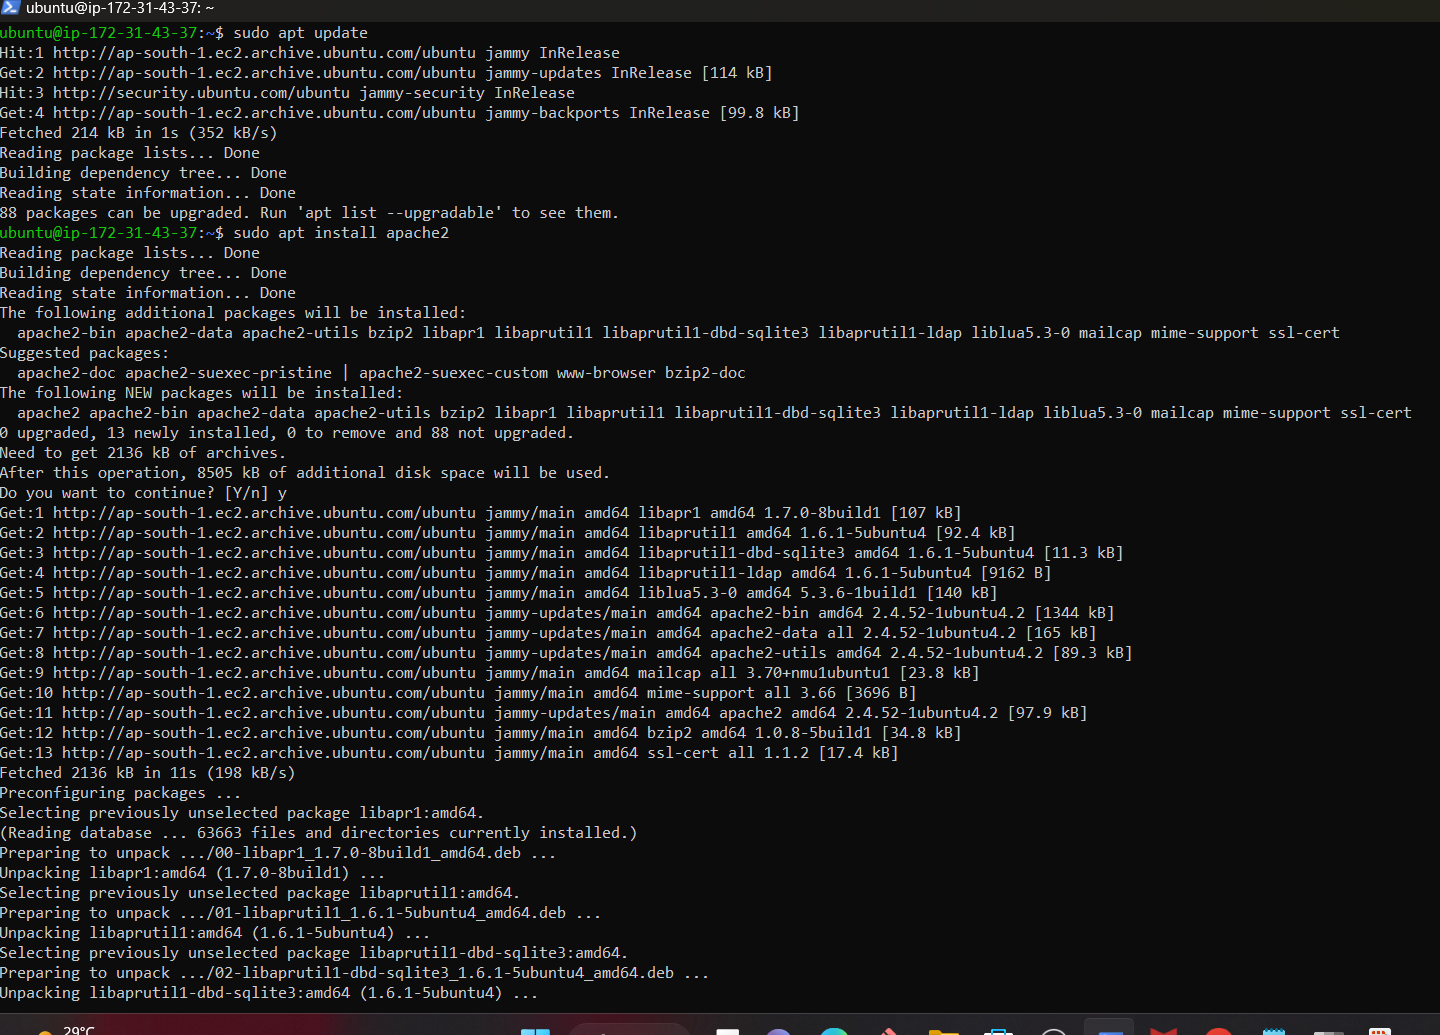 ubuntu@ip-172-31-43-37: ~
ubuntu@ip-172-31-43-37:~$ sudo apt update
Hit:1 http://ap-south-1.ec2.archive.ubuntu.com/ubuntu jammy InRelease
Get:2 http://ap-south-1.ec2.archive.ubuntu.com/ubuntu jammy-updates InRelease [114 kB]
Hit:3 http://security.ubuntu.com/ubuntu jammy-security InRelease
Get:4 http://ap-south-1.ec2.archive.ubuntu.com/ubuntu jammy-backports InRelease [99.8 kB]
Fetched 214 kB in 1s (352 kB/s)
Reading package lists... Done
Building dependency tree... Done
Reading state information... Done
88 packages can be upgraded. Run 'apt list --upgradable' to see them.
ubuntu@ip-172-31-43-37:~$ sudo apt install apache2
Reading package lists... Done
Building dependency tree... Done
Reading state information... Done
The following additional packages will be installed:
  apache2-bin apache2-data apache2-utils bzip2 libapr1 libaprutil1 libaprutil1-dbd-sqlite3 libaprutil1-ldap liblua5.3-0 mailcap mime-support ssl-cert
Suggested packages:
  apache2-doc apache2-suexec-pristine | apache2-suexec-custom www-browser bzip2-doc
The following NEW packages will be installed:
  apache2 apache2-bin apache2-data apache2-utils bzip2 libapr1 libaprutil1 libaprutil1-dbd-sqlite3 libaprutil1-ldap liblua5.3-0 mailcap mime-support ssl-cert
0 upgraded, 13 newly installed, 0 to remove and 88 not upgraded.
Need to get 2136 kB of archives.
After this operation, 8505 kB of additional disk space will be used.
Do you want to continue? [Y/n] y
Get:1 http://ap-south-1.ec2.archive.ubuntu.com/ubuntu jammy/main amd64 libapr1 amd64 1.7.0-8build1 [107 kB]
Get:2 http://ap-south-1.ec2.archive.ubuntu.com/ubuntu jammy/main amd64 libaprutil1 amd64 1.6.1-5ubuntu4 [92.4 kB]
Get:3 http://ap-south-1.ec2.archive.ubuntu.com/ubuntu jammy/main amd64 libaprutil1-dbd-sqlite3 amd64 1.6.1-5ubuntu4 [11.3 kB]
Get:4 http://ap-south-1.ec2.archive.ubuntu.com/ubuntu jammy/main amd64 libaprutil1-ldap amd64 1.6.1-5ubuntu4 [9162 B]
Get:5 http://ap-south-1.ec2.archive.ubuntu.com/ubuntu jammy/main amd64 liblua5.3-0 amd64 5.3.6-1build1 [140 kB]
Get:6 http://ap-south-1.ec2.archive.ubuntu.com/ubuntu jammy-updates/main amd64 apache2-bin amd64 2.4.52-1ubuntu4.2 [1344 kB]
Get:7 http://ap-south-1.ec2.archive.ubuntu.com/ubuntu jammy-updates/main amd64 apache2-data all 2.4.52-1ubuntu4.2 [165 kB]
Get:8 http://ap-south-1.ec2.archive.ubuntu.com/ubuntu jammy-updates/main amd64 apache2-utils amd64 2.4.52-1ubuntu4.2 [89.3 kB]
Get:9 http://ap-south-1.ec2.archive.ubuntu.com/ubuntu jammy/main amd64 mailcap all 3.70+nmu1ubuntu1 [23.8 kB]
Get:10 http://ap-south-1.ec2.archive.ubuntu.com/ubuntu jammy/main amd64 mime-support all 3.66 [3696 B]
Get:11 http://ap-south-1.ec2.archive.ubuntu.com/ubuntu jammy-updates/main amd64 apache2 amd64 2.4.52-1ubuntu4.2 [97.9 kB]
Get:12 http://ap-south-1.ec2.archive.ubuntu.com/ubuntu jammy/main amd64 bzip2 amd64 1.0.8-5build1 [34.8 kB]
Get:13 http://ap-south-1.ec2.archive.ubuntu.com/ubuntu jammy/main amd64 ssl-cert all 1.1.2 [17.4 kB]
Fetched 2136 kB in 11s (198 kB/s)
Preconfiguring packages ...
Selecting previously unselected package libapr1:amd64.
(Reading database ... 63663 files and directories currently installed.)
Preparing to unpack .../00-libapr1_1.7.0-8build1_amd64.deb ...
Unpacking libapr1:amd64 (1.7.0-8build1) ...
Selecting previously unselected package libaprutil1:amd64.
Preparing to unpack .../01-libaprutil1_1.6.1-5ubuntu4_amd64.deb ...
Unpacking libaprutil1:amd64 (1.6.1-5ubuntu4) ...
Selecting previously unselected package libaprutil1-dbd-sqlite3:amd64.
Preparing to unpack .../02-libaprutil1-dbd-sqlite3_1.6.1-5ubuntu4_amd64.deb ...
Unpacking libaprutil1-dbd-sqlite3:amd64 (1.6.1-5ubuntu4) ...
29°C